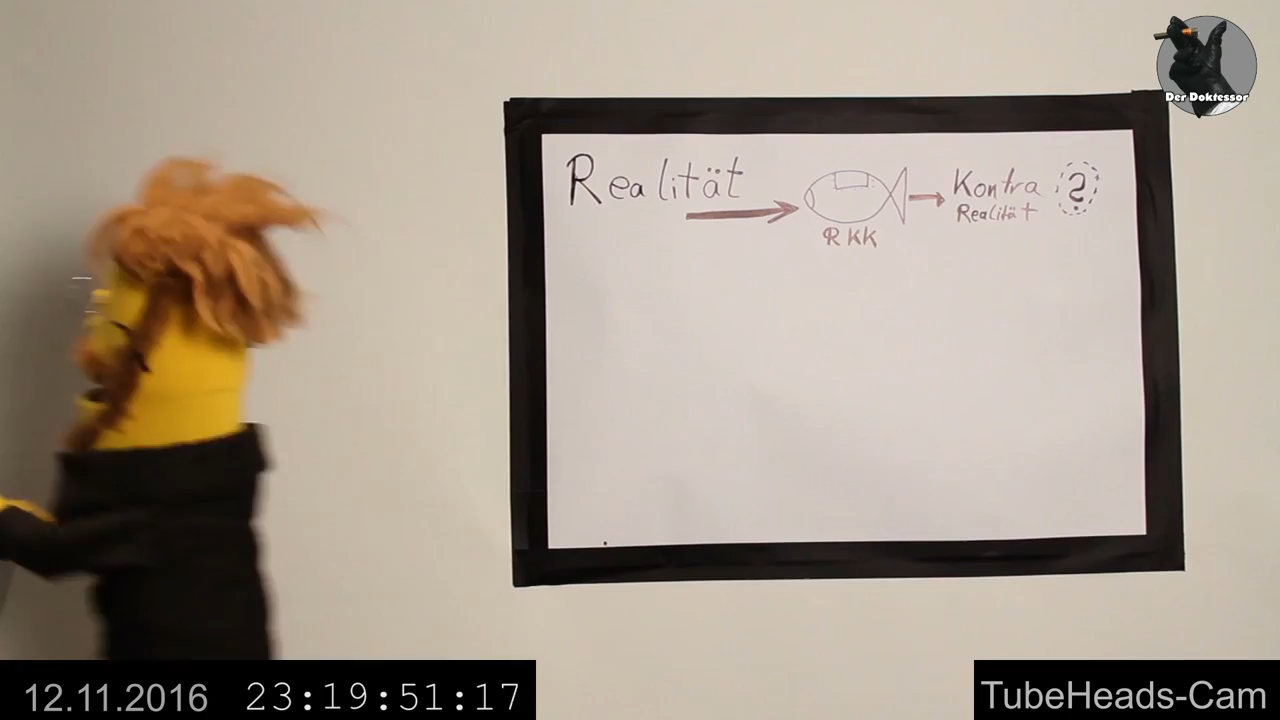 Der Doktessor
Realität
Kontra ?
Realität
RKK
12.11.2016 23:19:51:17
TubeHeads-Cam